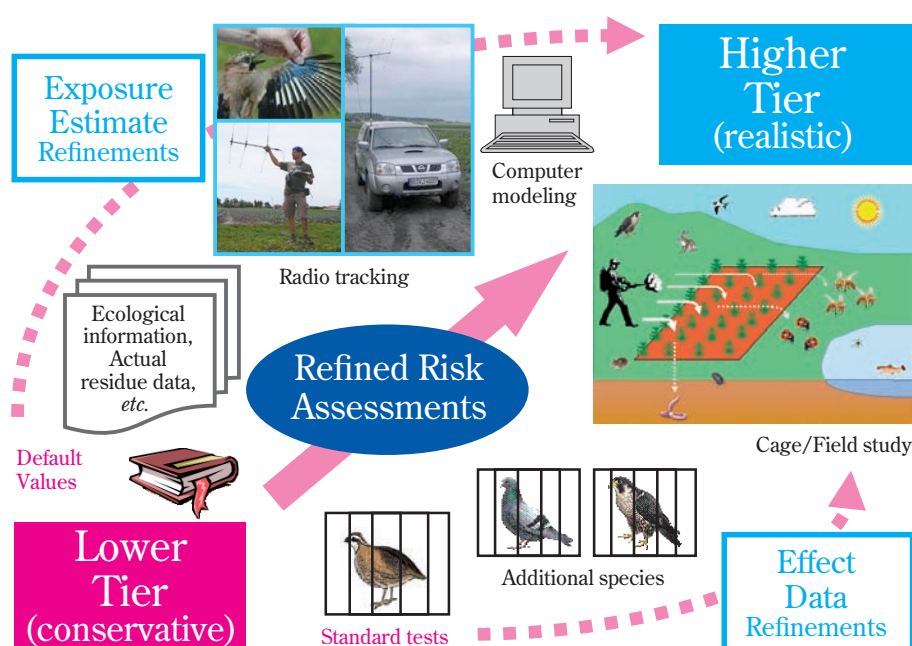 Exposure
Estimate
Refinements
Radio tracking
Computer
modeling
Higher
Tier
(realistic)
Ecological
information,
Actual
residue data,
etc.
Refined Risk
Assessments
Default
Values
Cage/Field study
Lower
Tier
(conservative)
Standard tests
Additional species
Effect
Data
Refinements